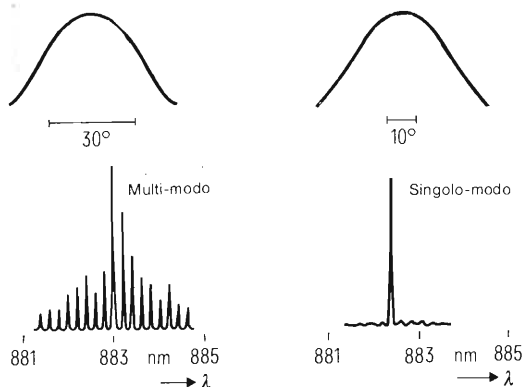 30°
10°
Multi-modo
Singolo-modo
881 883 nm 885
λ
881 883 nm 885
λ